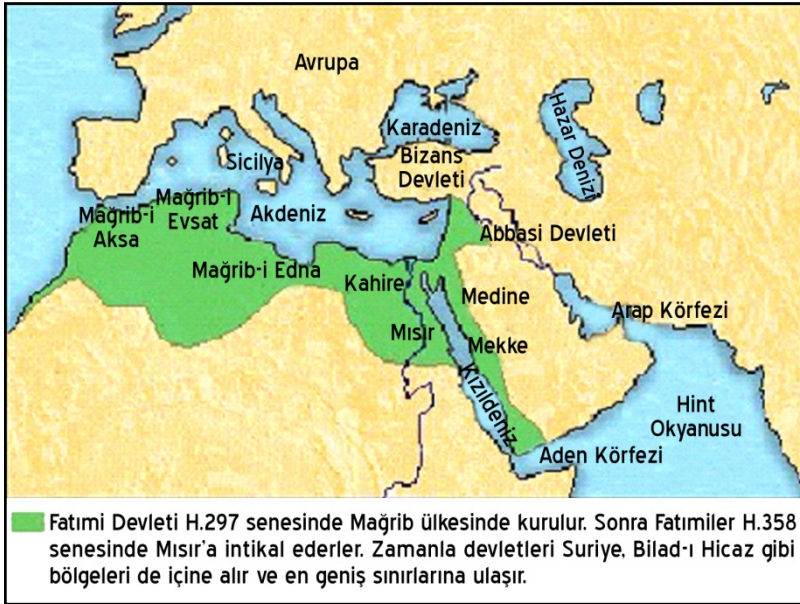 Avrupa
Karadeniz
Hazar Denizi
Bizans
Devleti
Sicilya
Mağrib-i
Evsat
Mağrib-i
Aksa
Akdeniz
Abbasi Devleti
Mağrib-i Edna
Kahire
Medine
Arap Körfezi
Mısır
Mekke
Kızıldeniz
Hint
Okyanusu
Aden Körfezi
Fatımi Devleti H.297 senesinde Mağrib ülkesinde kurulur. Sonra Fatımiler H.358
senesinde Mısır'a intikal ederler. Zamanla devletleri Suriye, Bilad-ı Hicaz gibi
bölgeleri de içine alır ve en geniş sınırlarına ulaşır.